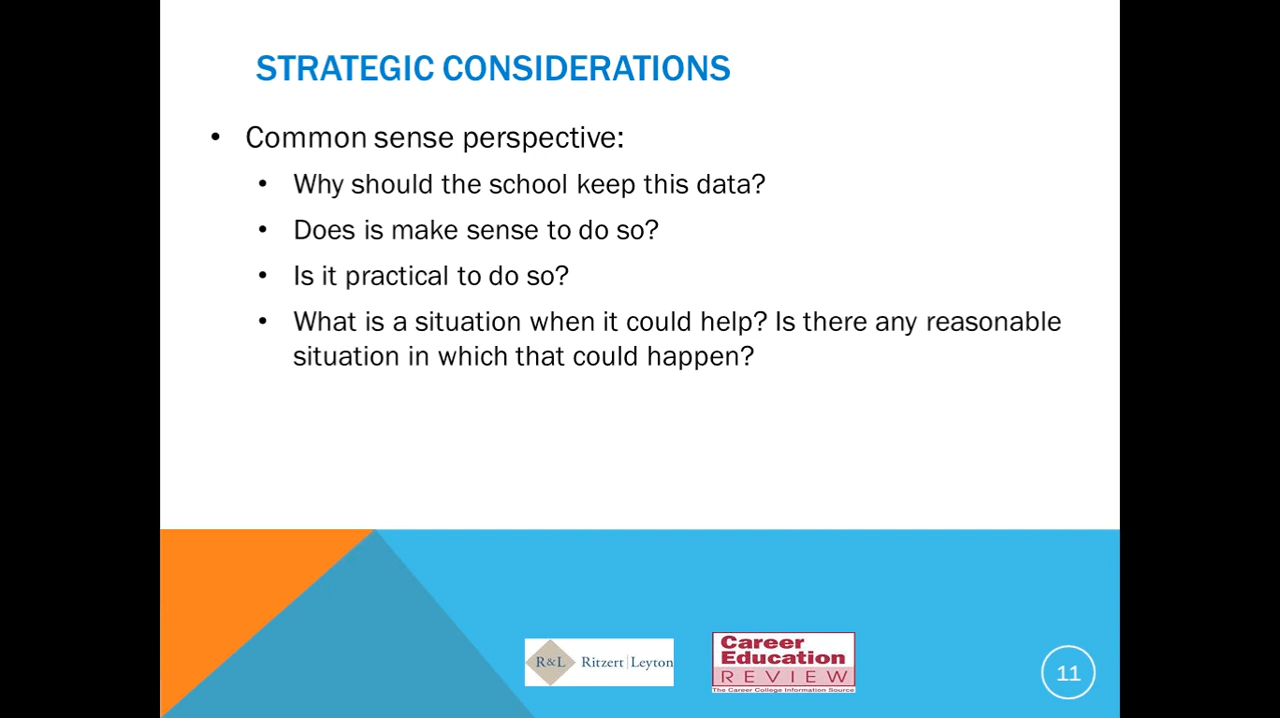 STRATEGIC CONSIDERATIONS
• Common sense perspective:
• Why should the school keep this data?
• Does is make sense to do so?
• Is it practical to do so?
• What is a situation when it could help? Is there any reasonable
situation in which that could happen?
R&L Ritzert|Leyton
Career
Education
REVIEW
The Career College Information Source
11